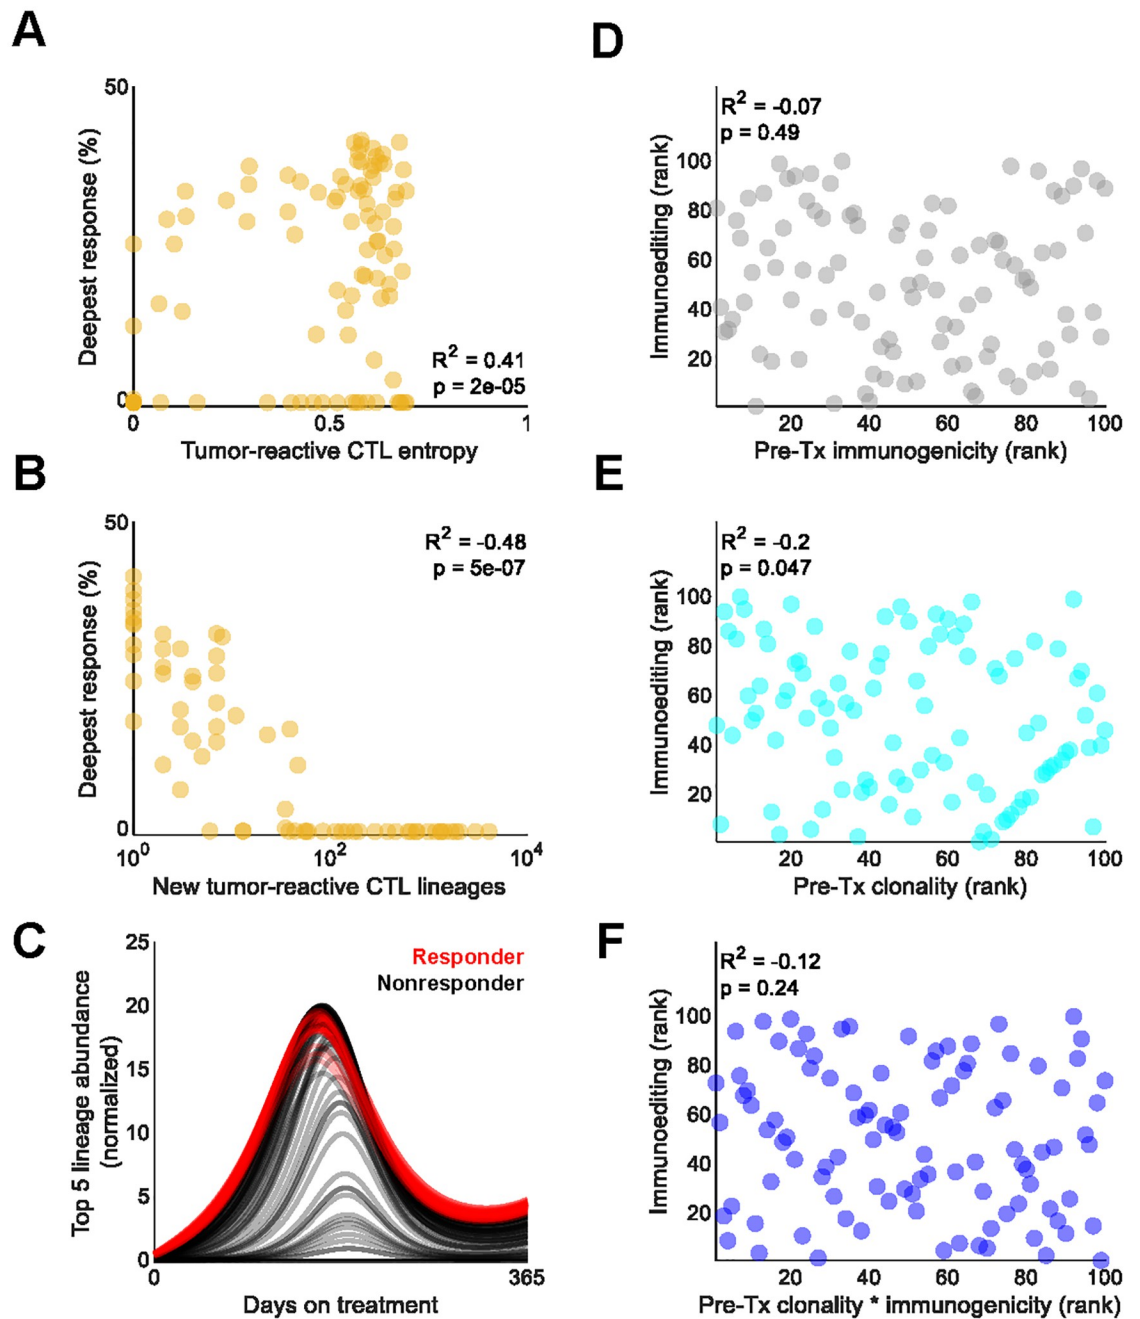 A
50
Deepest response (%)
R² = 0.41
p = 2e-05
0
0
0.5
1
Tumor-reactive CTL entropy
B
50
Deepest response (%)
R² = -0.48
p = 5e-07
0
10⁰
10²
10⁴
New tumor-reactive CTL lineages
C
25
20
15
10
5
0
Top 5 lineage abundance
(normalized)
Responder
Nonresponder
0
365
Days on treatment
D
R² = -0.07
p = 0.49
100
80
60
40
20
Immunoediting (rank)
20
40
60
80
100
Pre-Tx immunogenicity (rank)
E
R² = -0.2
p = 0.047
100
80
60
40
20
Immunoediting (rank)
20
40
60
80
100
Pre-Tx clonality (rank)
F
R² = -0.12
p = 0.24
100
80
60
40
20
Immunoediting (rank)
20
40
60
80
100
Pre-Tx clonality * immunogenicity (rank)